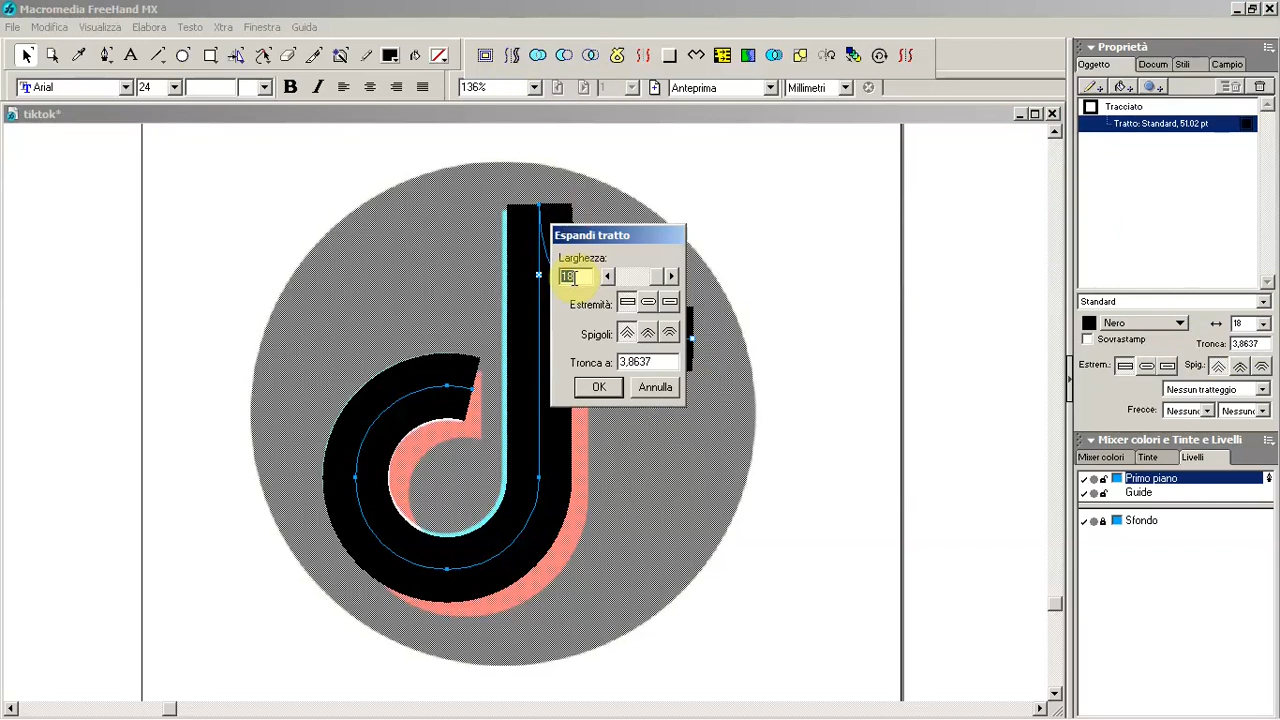 Macromedia FreeHand MX
File Modifica Visualizza Elabora Testo Xtra Finestra Guida
Arial 24 B I 136% 1 Anteprima Millimetri
tiktok*
Espandi tratto
Larghezza:
18
Estremità:
Spigoli:
Tronca a: 3,8637
OK Annulla
Proprietà
Oggetto Docum Stili Campio
Tracciato
Tratto: Standard, 51.02 pt
Standard
Nero 18
Sovrastamp Tronca: 3,8637
Estrem.: Spig.:
Nessun tratteggio
Frecce: Nessun Nessun
Mixer colori e Tinte e Livelli
Mixer colori Tinte Livelli
Primo piano
Guide
Sfondo